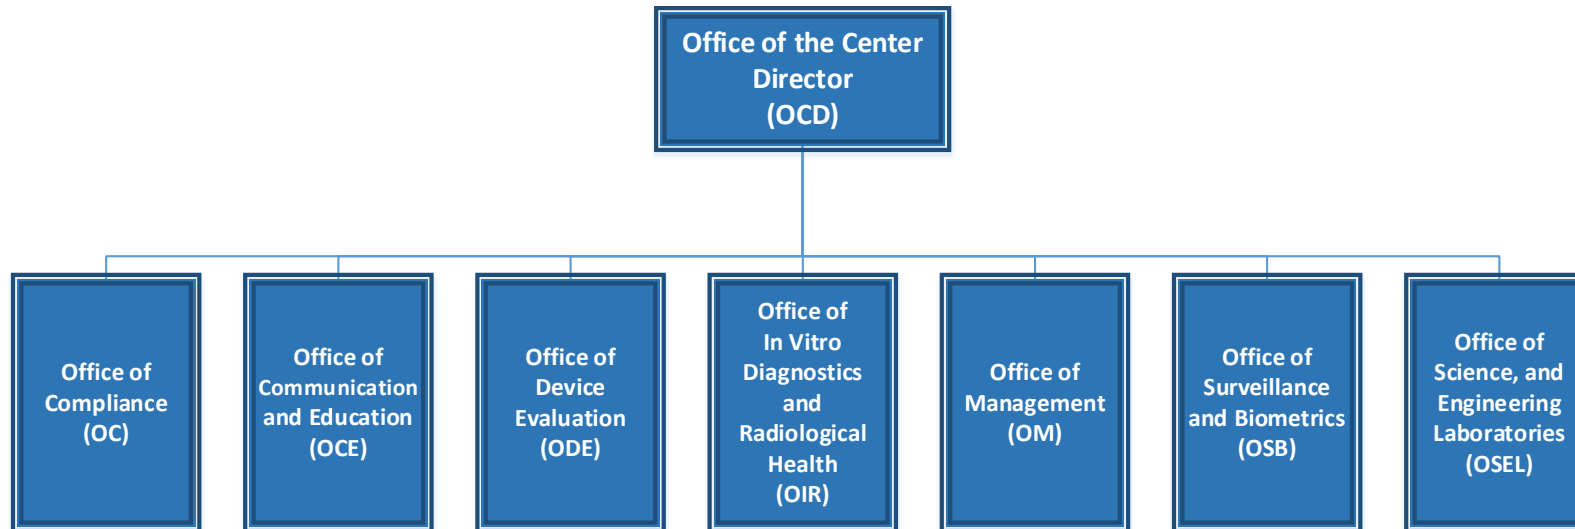 Office of the Center
Director
(OCD)
Office of
Compliance
(OC)
Office of
Communication
and Education
(OCE)
Office of
Device
Evaluation
(ODE)
Office of
In Vitro
Diagnostics
and
Radiological
Health
(OIR)
Office of
Management
(OM)
Office of
Surveillance
and Biometrics
(OSB)
Office of
Science, and
Engineering
Laboratories
(OSEL)